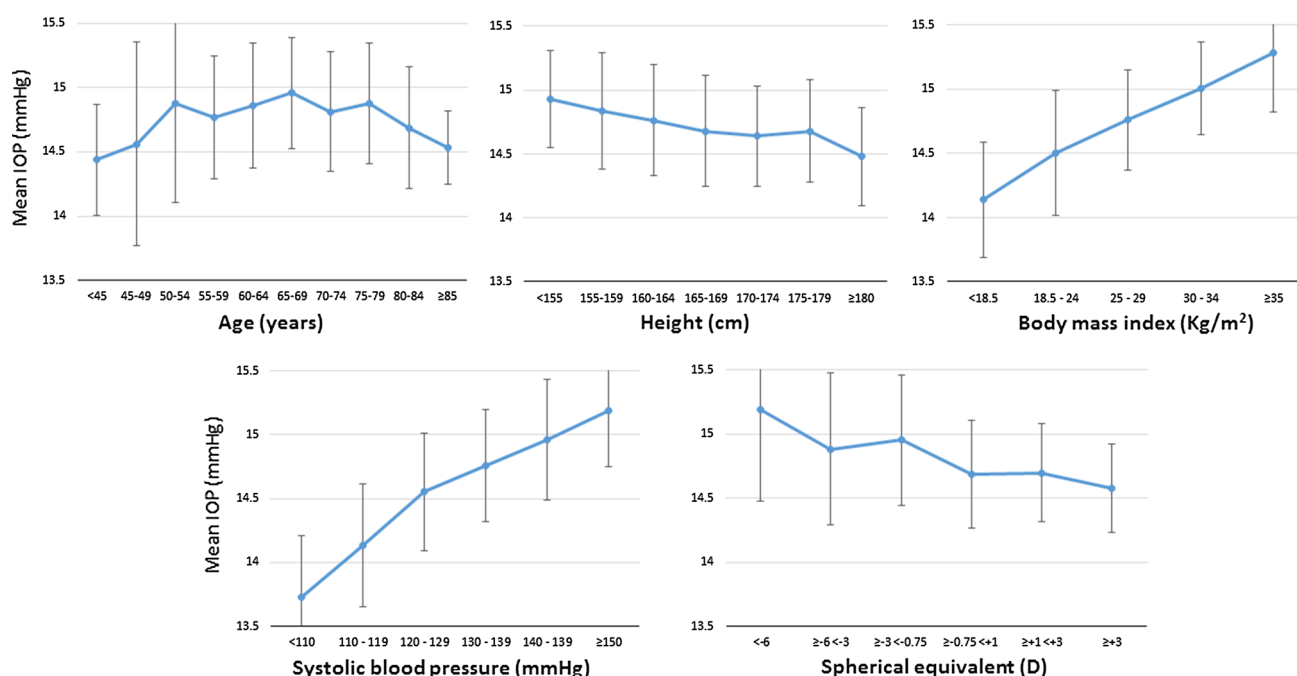 15.5
15
14.5
14
13.5
Mean IOP (mmHg)
<45 45-49 50-54 55-59 60-64 65-69 70-74 75-79 80-84 ≥85
Age (years)
15.5
15
14.5
14
13.5
<155 155-159 160-164 165-169 170-174 175-179 ≥180
Height (cm)
15.5
15
14.5
14
13.5
<18.5 18.5 - 24 25 - 29 30 - 34 ≥35
Body mass index (Kg/m²)
15.5
15
14.5
14
13.5
Mean IOP (mmHg)
<110 110 - 119 120 - 129 130 - 139 140 - 139 ≥150
Systolic blood pressure (mmHg)
15.5
15
14.5
14
13.5
<-6 ≥-6 <-3 ≥-3 <-0.75 ≥-0.75 <+1 ≥+1 <+3 ≥+3
Spherical equivalent (D)